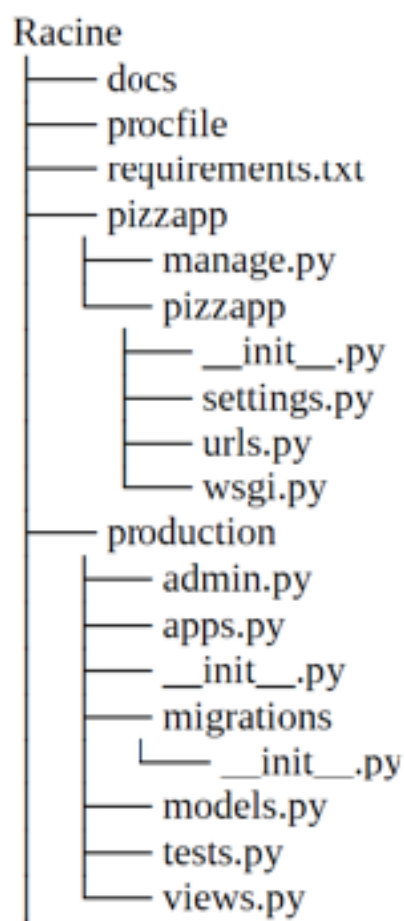 Racine
docs
procfile
requirements.txt
pizzapp
manage.py
pizzapp
__init__.py
settings.py
urls.py
wsgi.py
production
admin.py
apps.py
__init__.py
migrations
__init__.py
models.py
tests.py
views.py